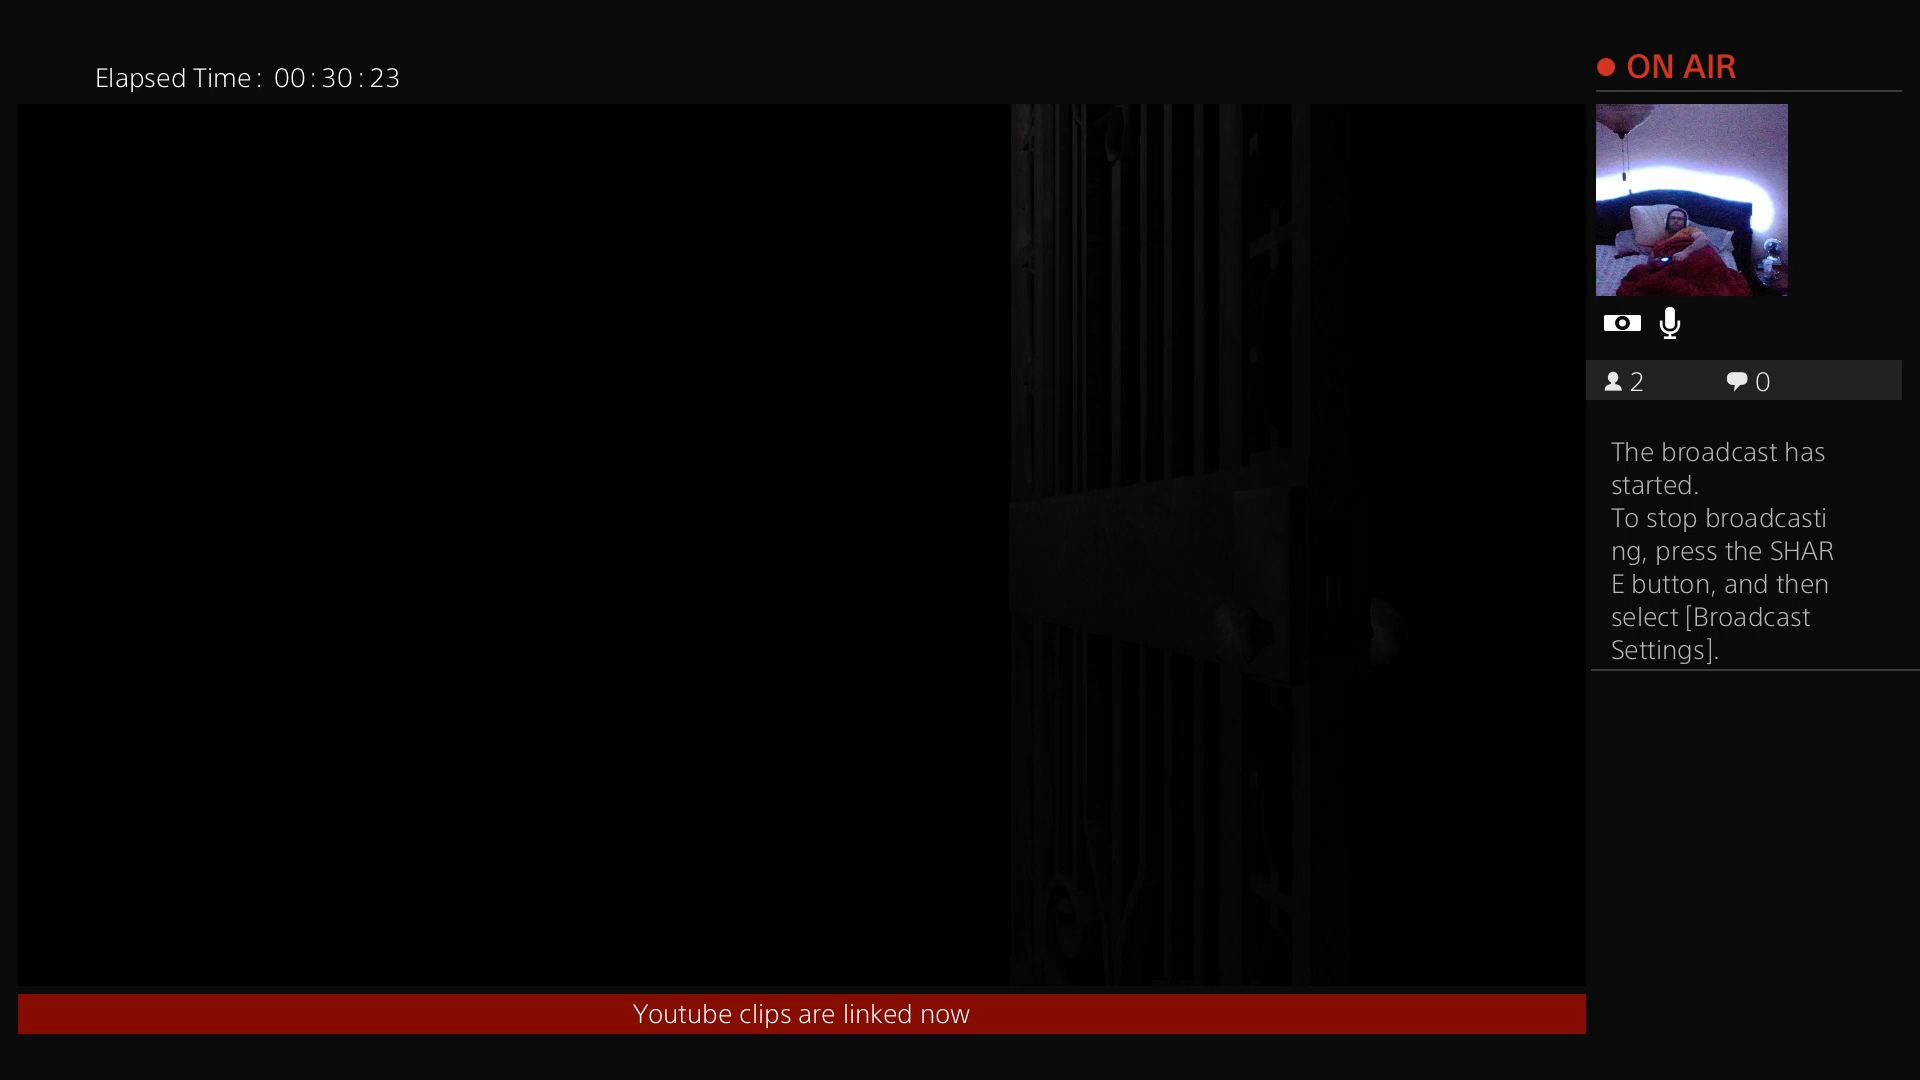 Elapsed Time: 00:30:23
ON AIR
2 0
The broadcast has
started.
To stop broadcasti
ng, press the SHAR
E button, and then
select [Broadcast
Settings].
Youtube clips are linked now